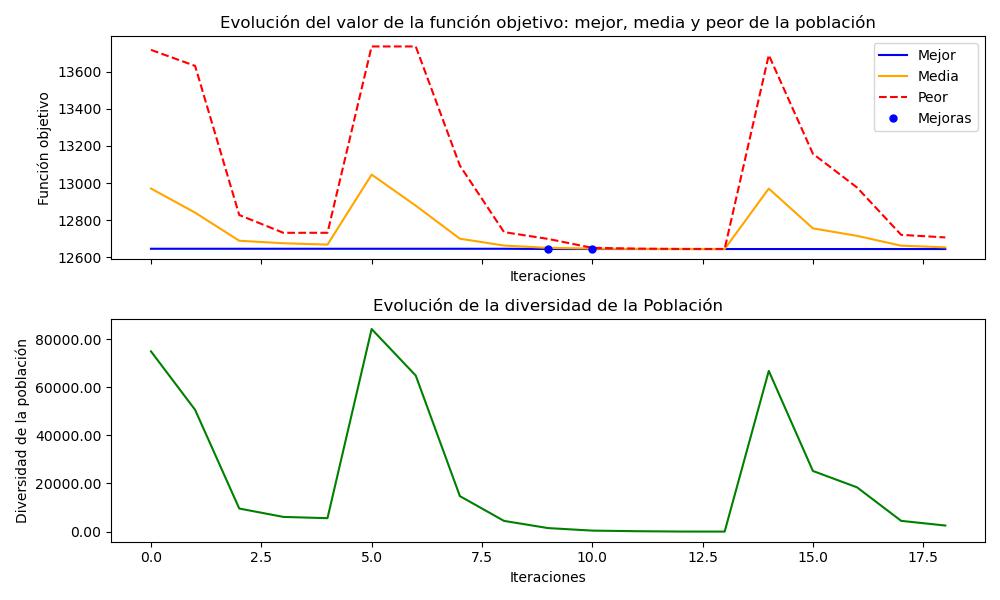 Evolución del valor de la función objetivo: mejor, media y peor de la población
Función objetivo
13600
13400
13200
13000
12800
12600
Mejor
Media
Peor
Mejoras
Iteraciones
Evolución de la diversidad de la Población
Diversidad de la población
80000.00
60000.00
40000.00
20000.00
0.00
0.0 2.5 5.0 7.5 10.0 12.5 15.0 17.5
Iteraciones